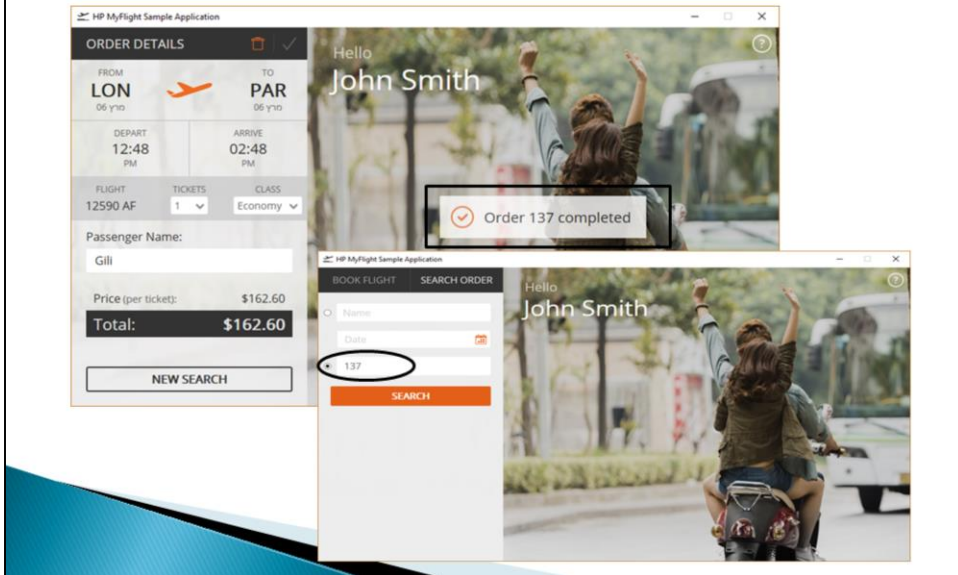 HP MyFlight Sample Application
ORDER DETAILS
FROM
TO
LON
PAR
06 מרץ
06 מרץ
DEPART
ARRIVE
12:48
02:48
PM
PM
FLIGHT
TICKETS
CLASS
12590 AF
1
Economy
Passenger Name:
Gili
Price (per ticket):
$162.60
Total:
$162.60
NEW SEARCH
Hello
John Smith
?
Order 137 completed
HP MyFlight Sample Application
BOOK FLIGHT
SEARCH ORDER
Name
Date
137
SEARCH
Hello
John Smith
?